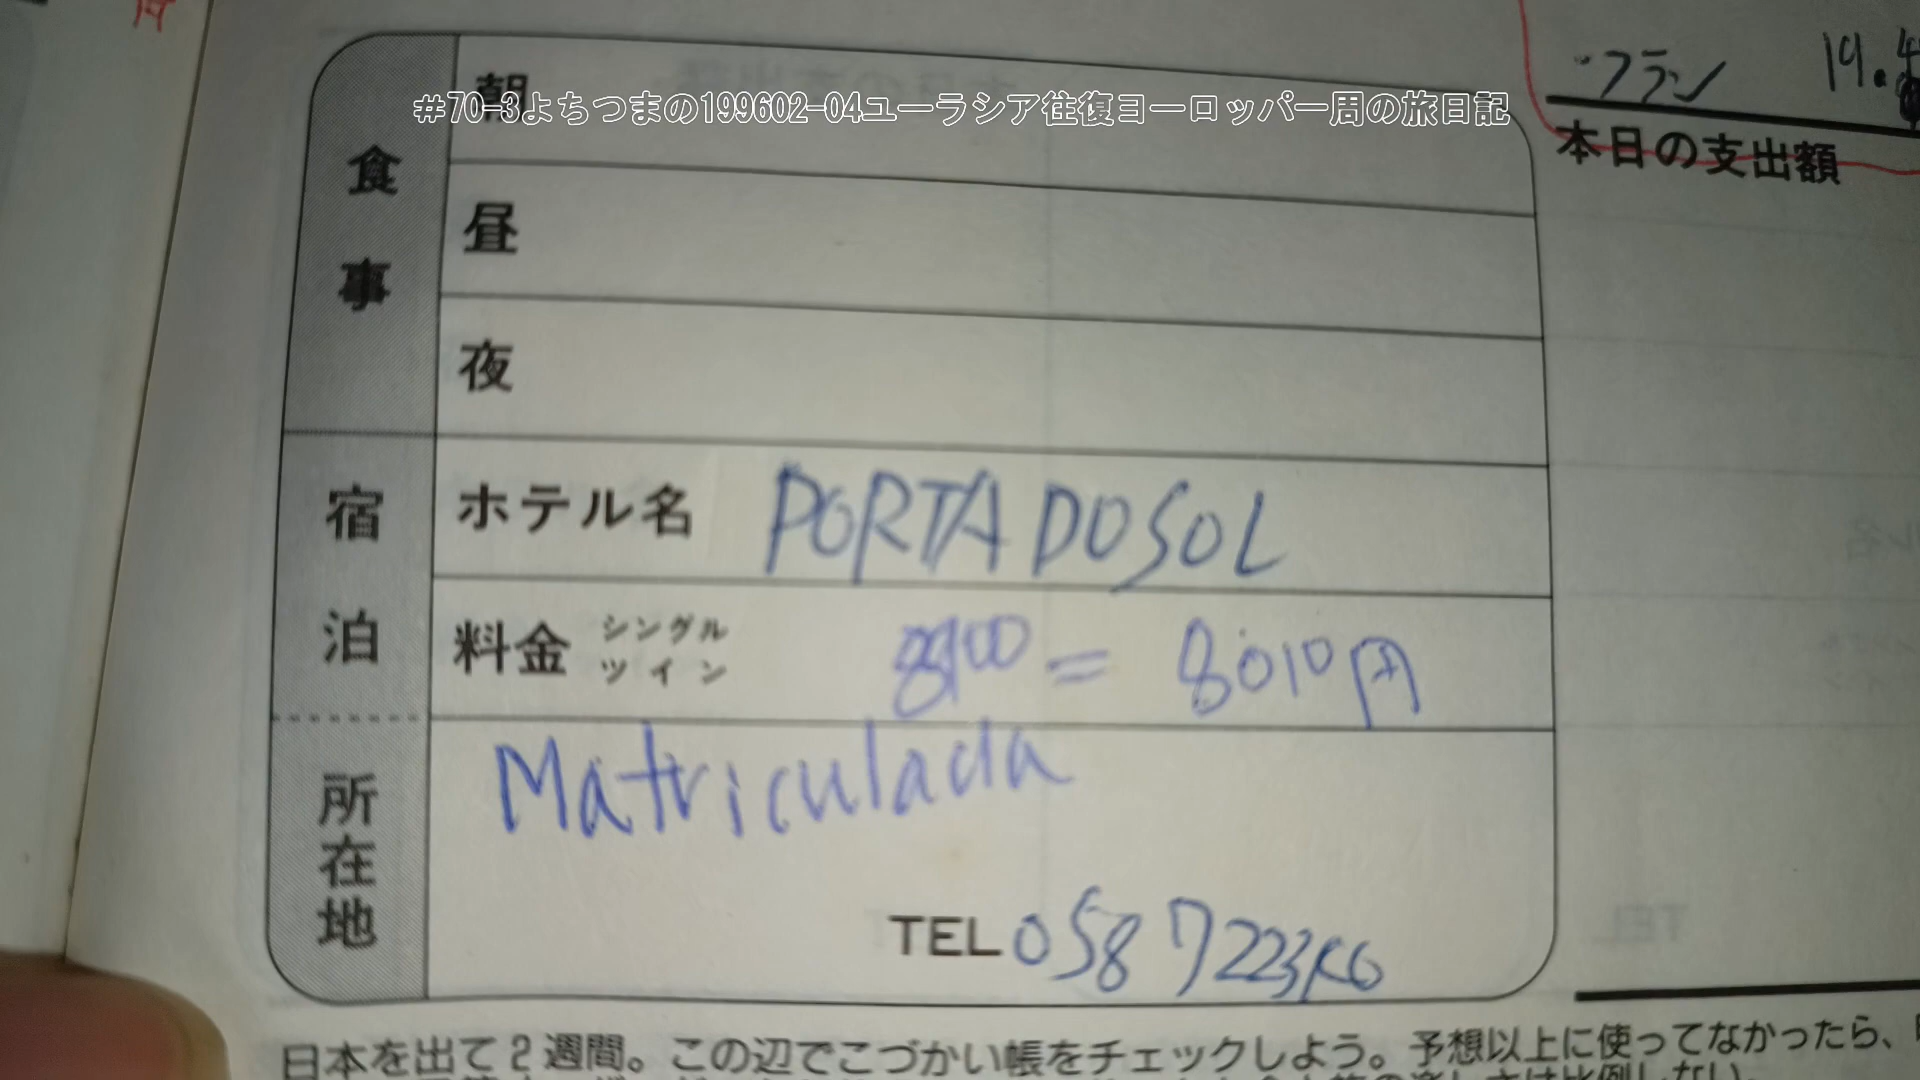 #70-3よちつまの199602-04ユーラシア往復ヨーロッパ一周の旅日記
食事
朝
昼
夜
宿泊
ホテル名 PORTA DO SOL
料金 シングル ツイン = 8010円
所在地
Matriculada
TEL 058 7223
フラン 19.
本日の支出額
日本を出て2週間。この辺でこづかい帳をチェックしよう。予想以上に使ってなかったら、